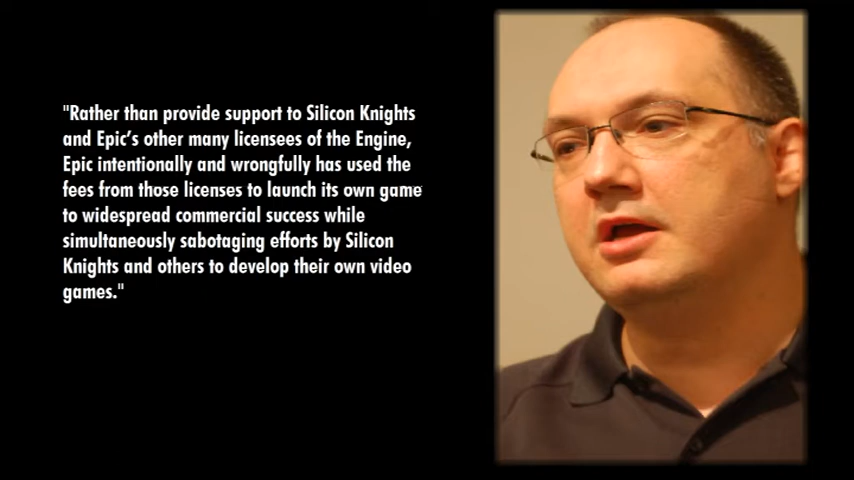 "Rather than provide support to Silicon Knights
and Epic's other many licensees of the Engine,
Epic intentionally and wrongfully has used the
fees from those licenses to launch its own game
to widespread commercial success while
simultaneously sabotaging efforts by Silicon
Knights and others to develop their own video
games."